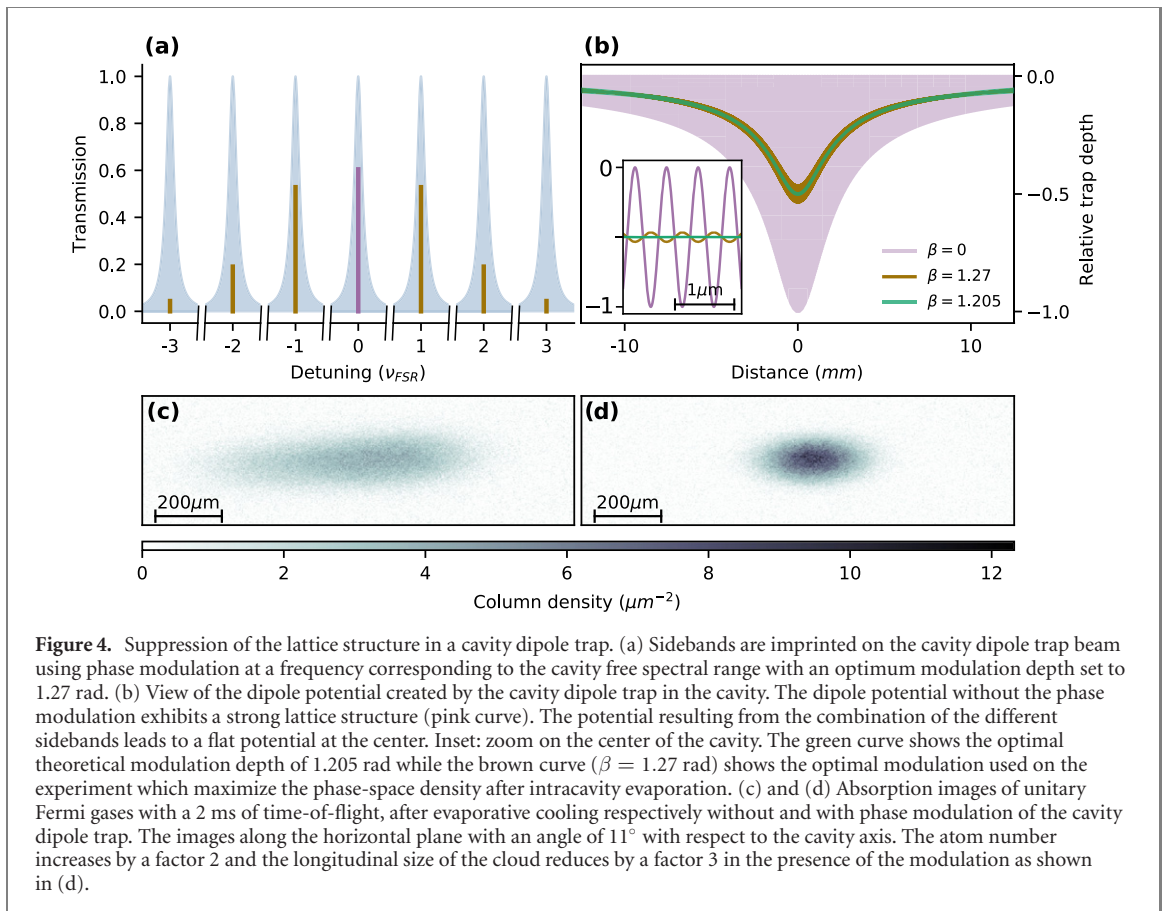 (a)
(b)
1.0
0.8
0.6
0.4
0.2
0.0
Transmission
-3
-2
-1
0
1
2
3
Detuning (ν_FSR)
0
−1
1μm
β = 0
β = 1.27
β = 1.205
0.0
−0.5
−1.0
Relative trap depth
-10
0
10
Distance (mm)
(c)
200μm
(d)
200μm
0
2
4
6
8
10
12
Column density (μm⁻²)
Figure 4. Suppression of the lattice structure in a cavity dipole trap. (a) Sidebands are imprinted on the cavity dipole trap beam
using phase modulation at a frequency corresponding to the cavity free spectral range with an optimum modulation depth set to
1.27 rad. (b) View of the dipole potential created by the cavity dipole trap in the cavity. The dipole potential without the phase
modulation exhibits a strong lattice structure (pink curve). The potential resulting from the combination of the different
sidebands leads to a flat potential at the center. Inset: zoom on the center of the cavity. The green curve shows the optimal
theoretical modulation depth of 1.205 rad while the brown curve (β = 1.27 rad) shows the optimal modulation used on the
experiment which maximize the phase-space density after intracavity evaporation. (c) and (d) Absorption images of unitary
Fermi gases with a 2 ms of time-of-flight, after evaporative cooling respectively without and with phase modulation of the cavity
dipole trap. The images along the horizontal plane with an angle of 11° with respect to the cavity axis. The atom number
increases by a factor 2 and the longitudinal size of the cloud reduces by a factor 3 in the presence of the modulation as shown
in (d).